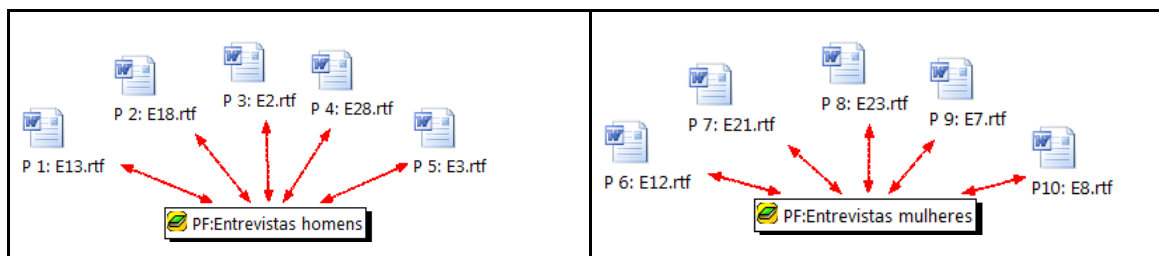 P 1: E13.rtf
P 2: E18.rtf
P 3: E2.rtf
P 4: E28.rtf
P 5: E3.rtf
PF:Entrevistas homens
P 6: E12.rtf
P 7: E21.rtf
P 8: E23.rtf
P 9: E7.rtf
P10: E8.rtf
PF:Entrevistas mulheres